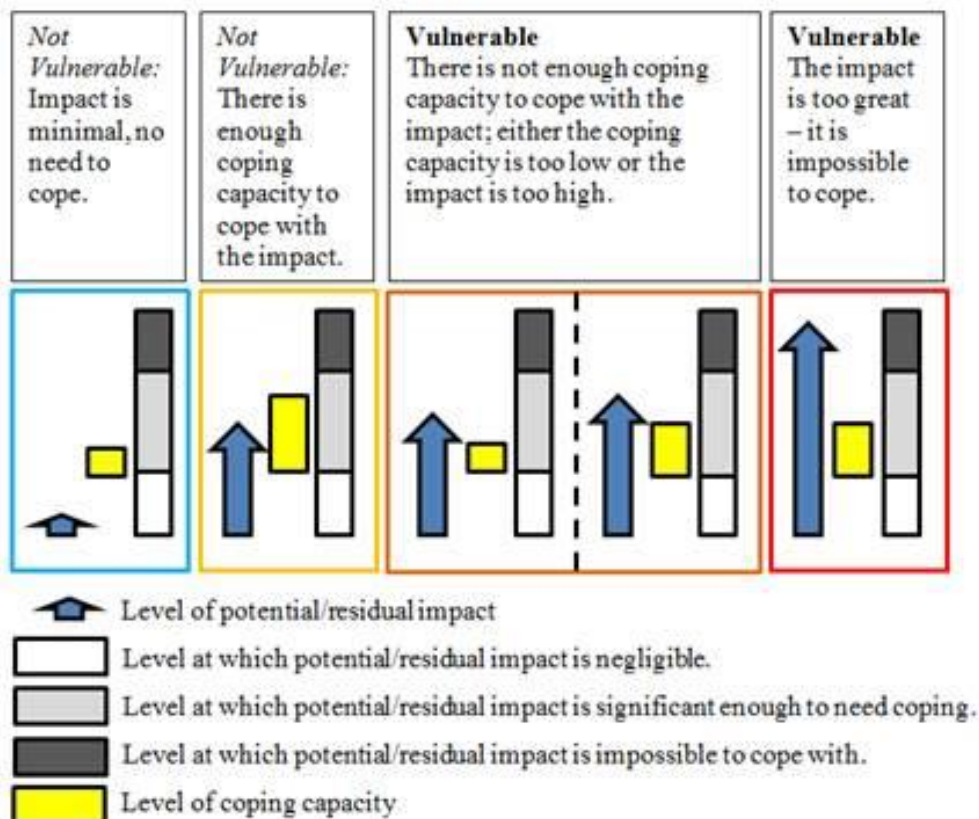 Not
Vulnerable:
Impact is
minimal, no
need to
cope.
Not
Vulnerable:
There is
enough
coping
capacity to
cope with
the impact.
Vulnerable
There is not enough coping
capacity to cope with the
impact; either the coping
capacity is too low or the
impact is too high.
Vulnerable
The impact
is too great
– it is
impossible
to cope.
Level of potential/residual impact
Level at which potential/residual impact is negligible.
Level at which potential/residual impact is significant enough to need coping.
Level at which potential/residual impact is impossible to cope with.
Level of coping capacity